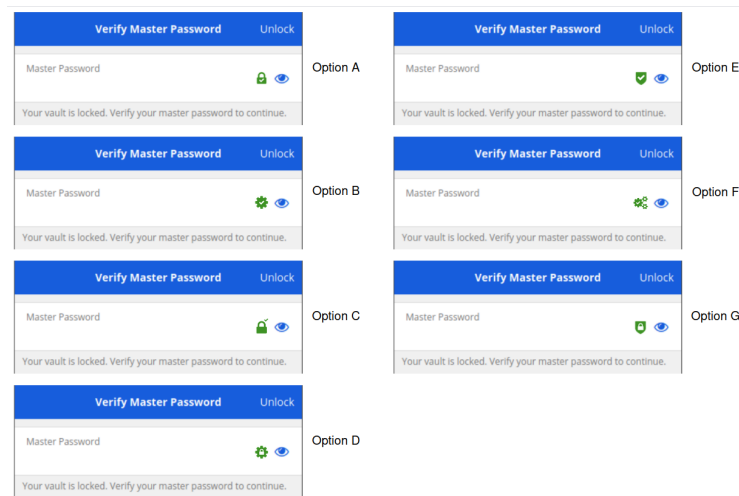 Verify Master Password Unlock
Master Password
Option A
Your vault is locked. Verify your master password to continue.
Verify Master Password Unlock
Master Password
Option E
Your vault is locked. Verify your master password to continue.
Verify Master Password Unlock
Master Password
Option B
Your vault is locked. Verify your master password to continue.
Verify Master Password Unlock
Master Password
Option F
Your vault is locked. Verify your master password to continue.
Verify Master Password Unlock
Master Password
Option C
Your vault is locked. Verify your master password to continue.
Verify Master Password Unlock
Master Password
Option G
Your vault is locked. Verify your master password to continue.
Verify Master Password Unlock
Master Password
Option D
Your vault is locked. Verify your master password to continue.